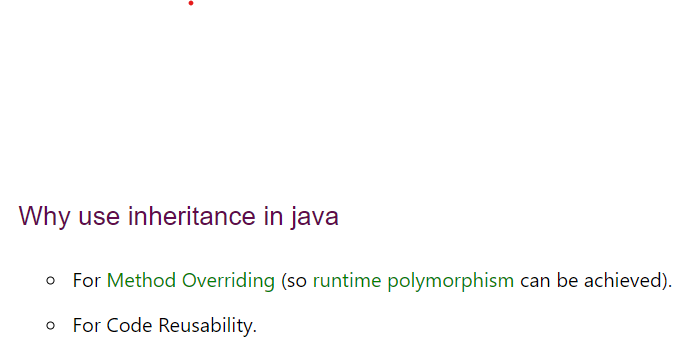 Why use inheritance in java
For Method Overriding (so runtime polymorphism can be achieved).
For Code Reusability.